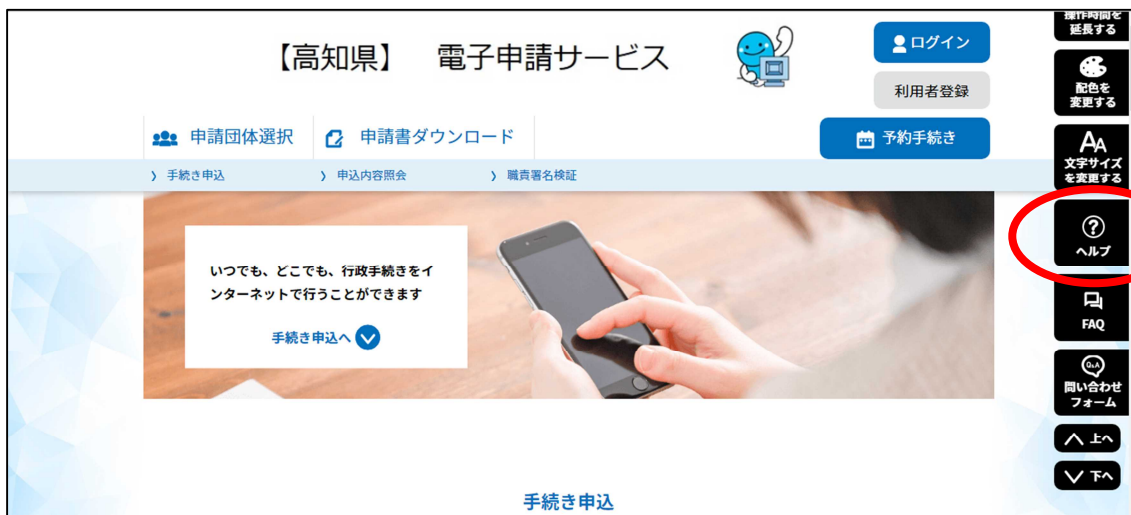 【高知県】 電子申請サービス
ログイン
利用者登録
申請団体選択
申請書ダウンロード
予約手続き
手続き申込
申込内容照会
職責署名検証
いつでも、どこでも、行政手続きをイ
ンターネットで行うことができます
手続き申込へ
手続き申込
操作時間を
延長する
配色を
変更する
AA
文字サイズ
を変更する
?
ヘルプ
FAQ
Q&A
問い合わせ
フォーム
上へ
下へ